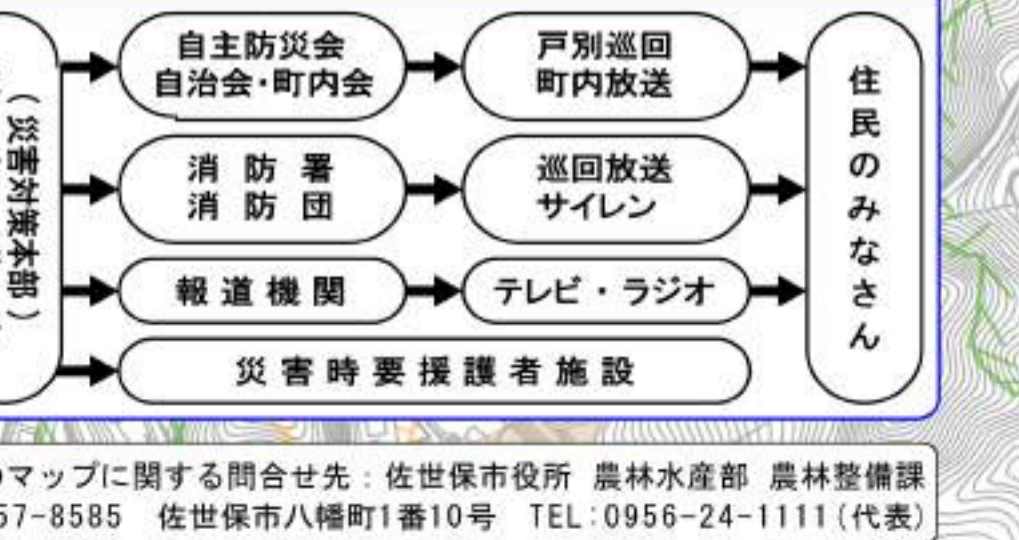 自主防災会
自治会・町内会
戸別巡回
町内放送
消防署
消防団
巡回放送
サイレン
報道機関
テレビ・ラジオ
災害時要援護者施設
住民のみなさん
(災害対策本部)
マップに関する問合せ先:佐世保市役所 農林水産部 農林整備課
57-8585 佐世保市八幡町1番10号 TEL:0956-24-1111(代表)